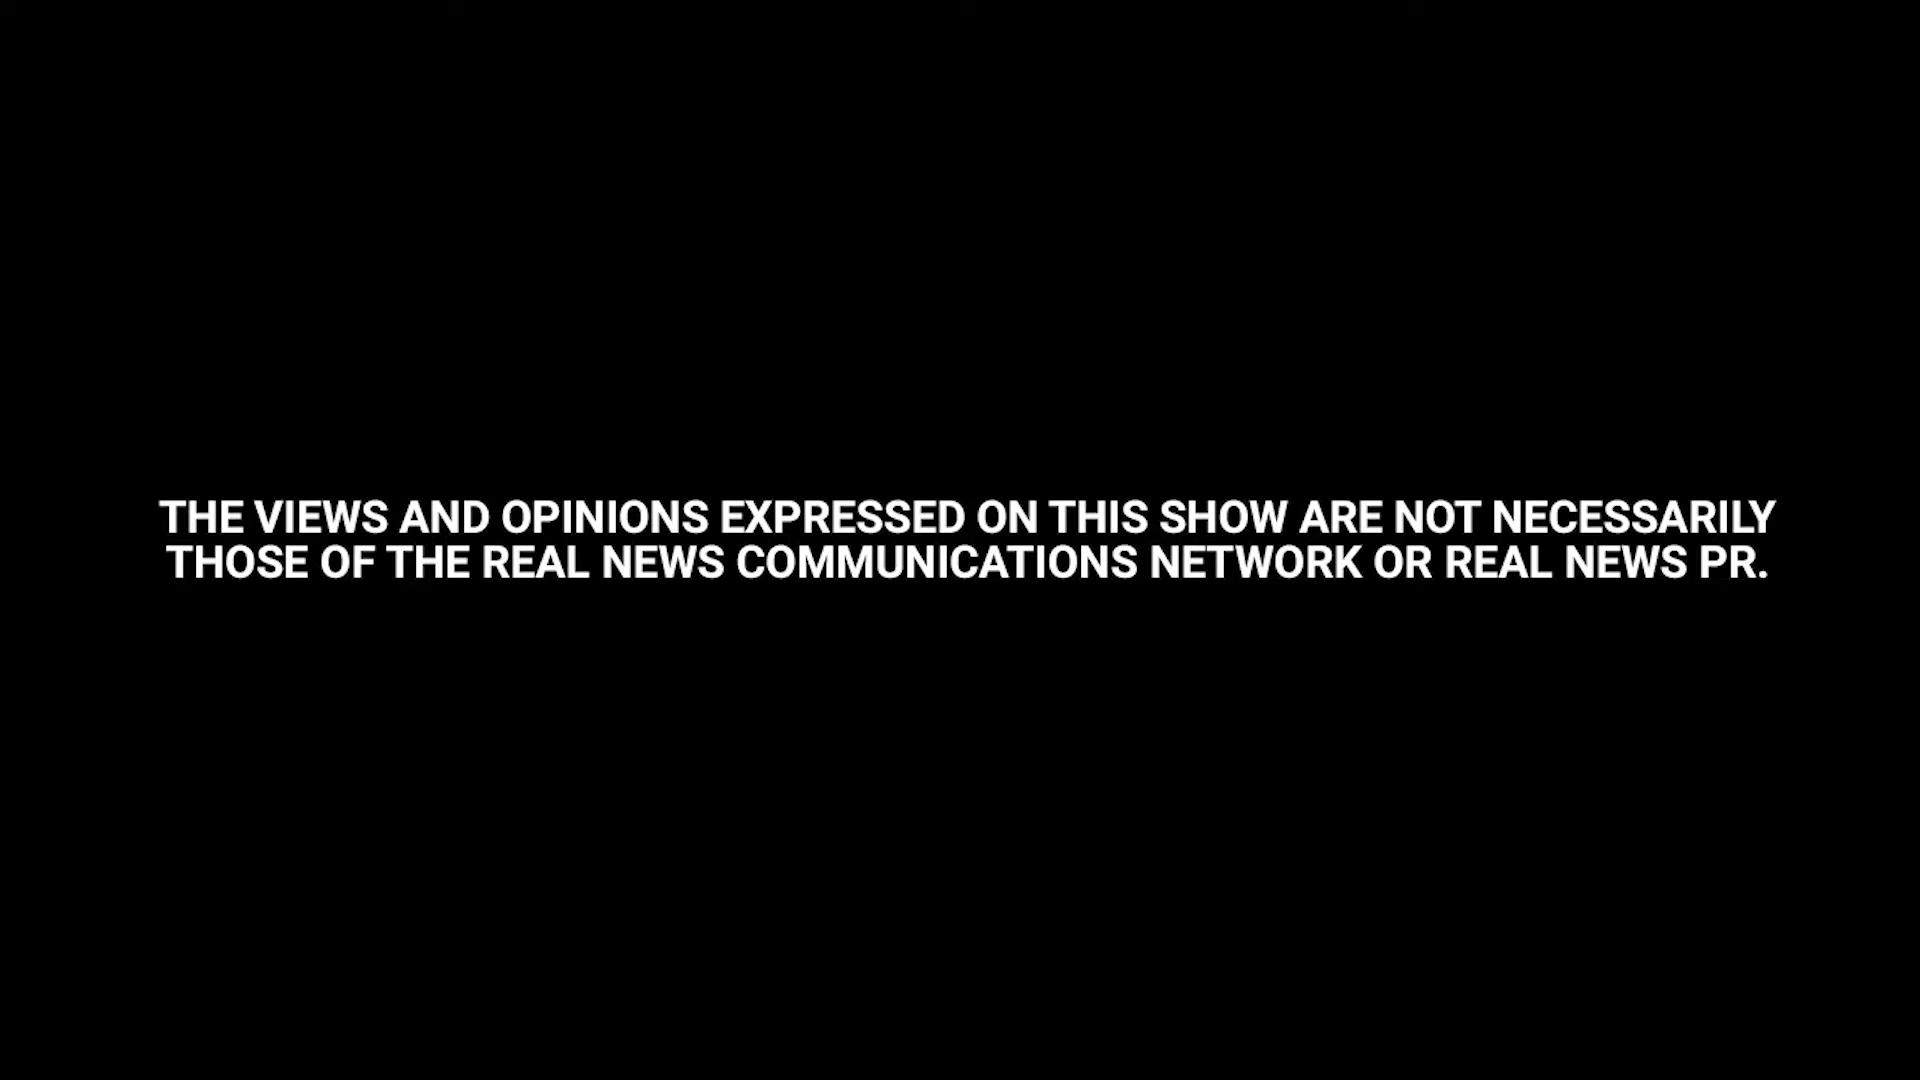 THE VIEWS AND OPINIONS EXPRESSED ON THIS SHOW ARE NOT NECESSARILY
THOSE OF THE REAL NEWS COMMUNICATIONS NETWORK OR REAL NEWS PR.